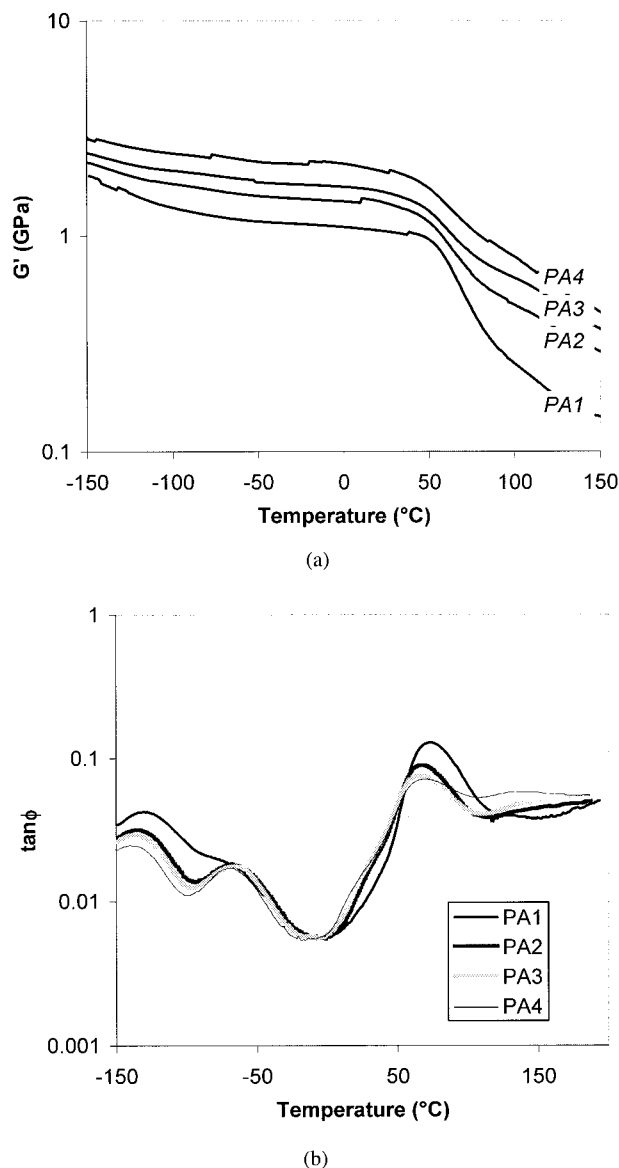 10
1
0.1
G' (GPa)
PA4
PA3
PA2
PA1
-150 -100 -50 0 50 100 150
Temperature (°C)
(a)
1
0.1
0.01
0.001
tanϕ
PA1
PA2
PA3
PA4
-150 -50 50 150
Temperature (°C)
(b)